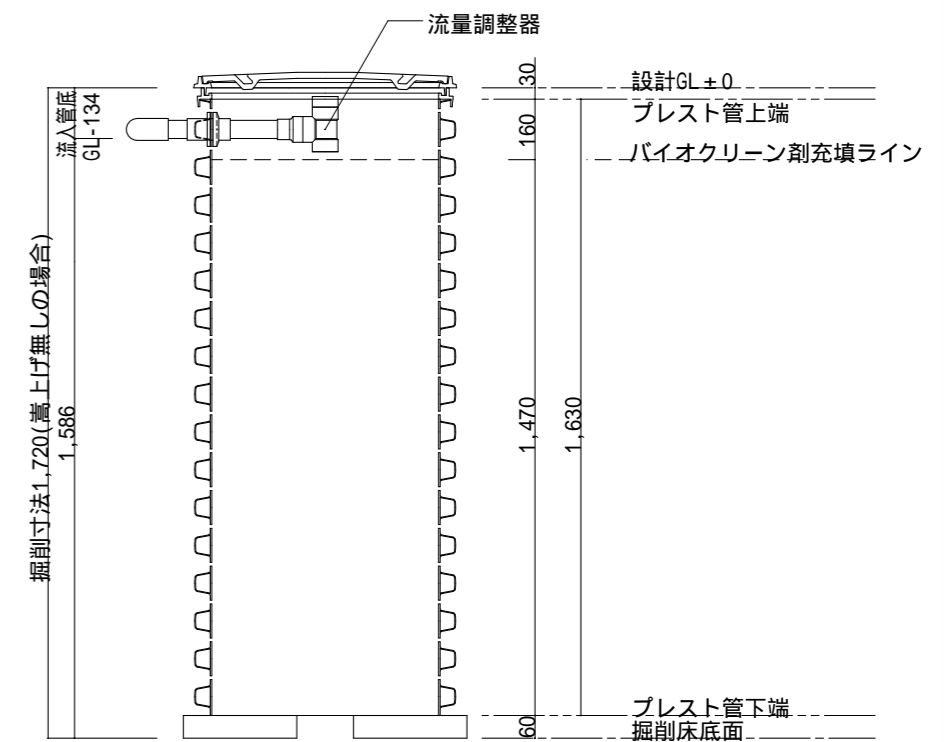 流量調整器
30
設計GL±0
プレスト管上端
160
バイオクリーン剤充填ライン
流入管底
GL-134
掘削寸法1,720(嵩上げ無しの場合)
1,586
1,470
1,630
プレスト管下端
60
掘削床底面